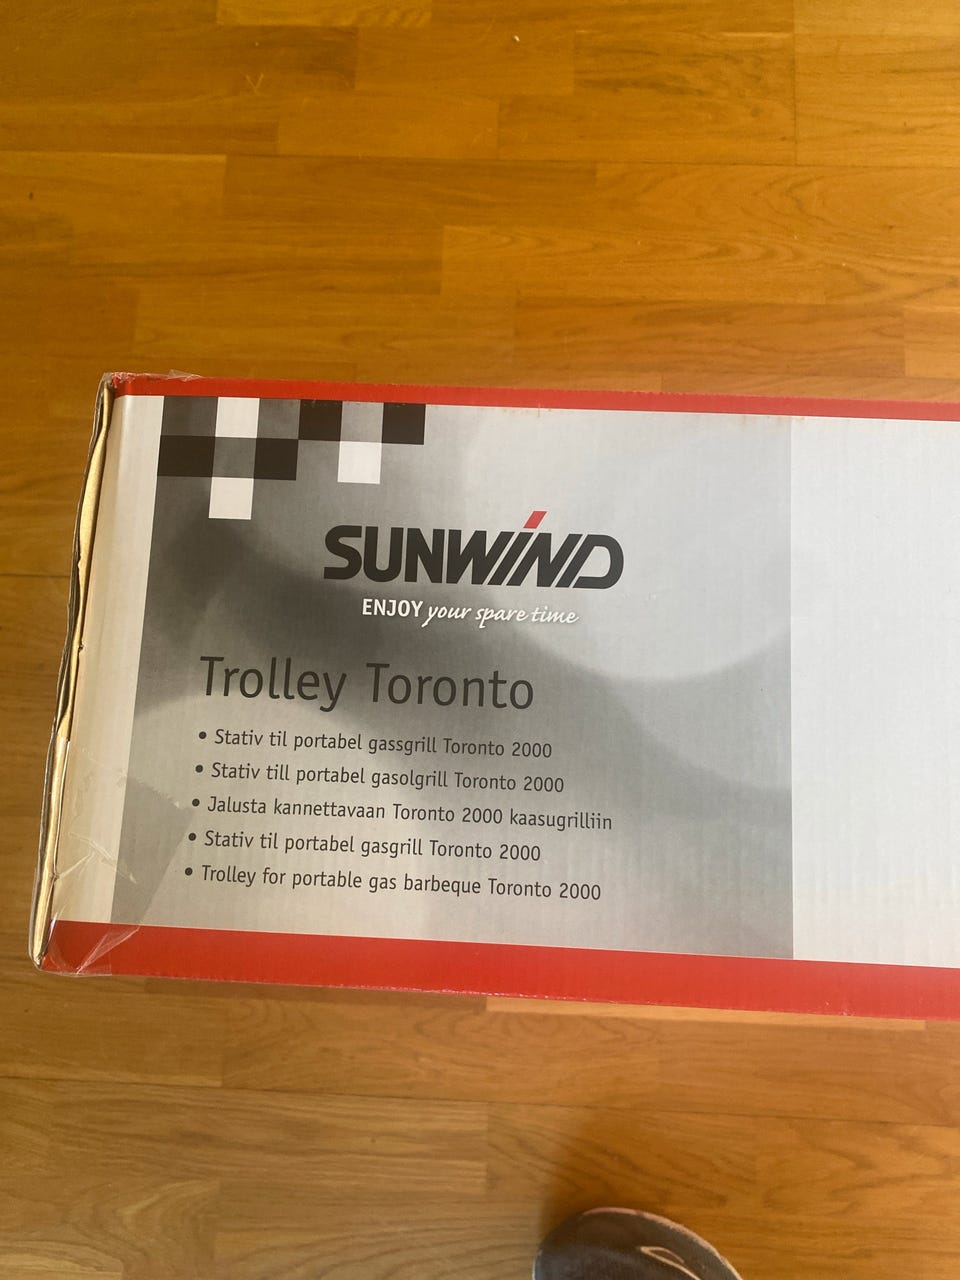 SUNWIND
ENJOY your spare time
Trolley Toronto
• Stativ til portabel gassgrill Toronto 2000
• Stativ till portabel gasolgrill Toronto 2000
• Jalusta kannettavaan Toronto 2000 kaasugrilliin
• Stativ til portabel gasgrill Toronto 2000
• Trolley for portable gas barbeque Toronto 2000